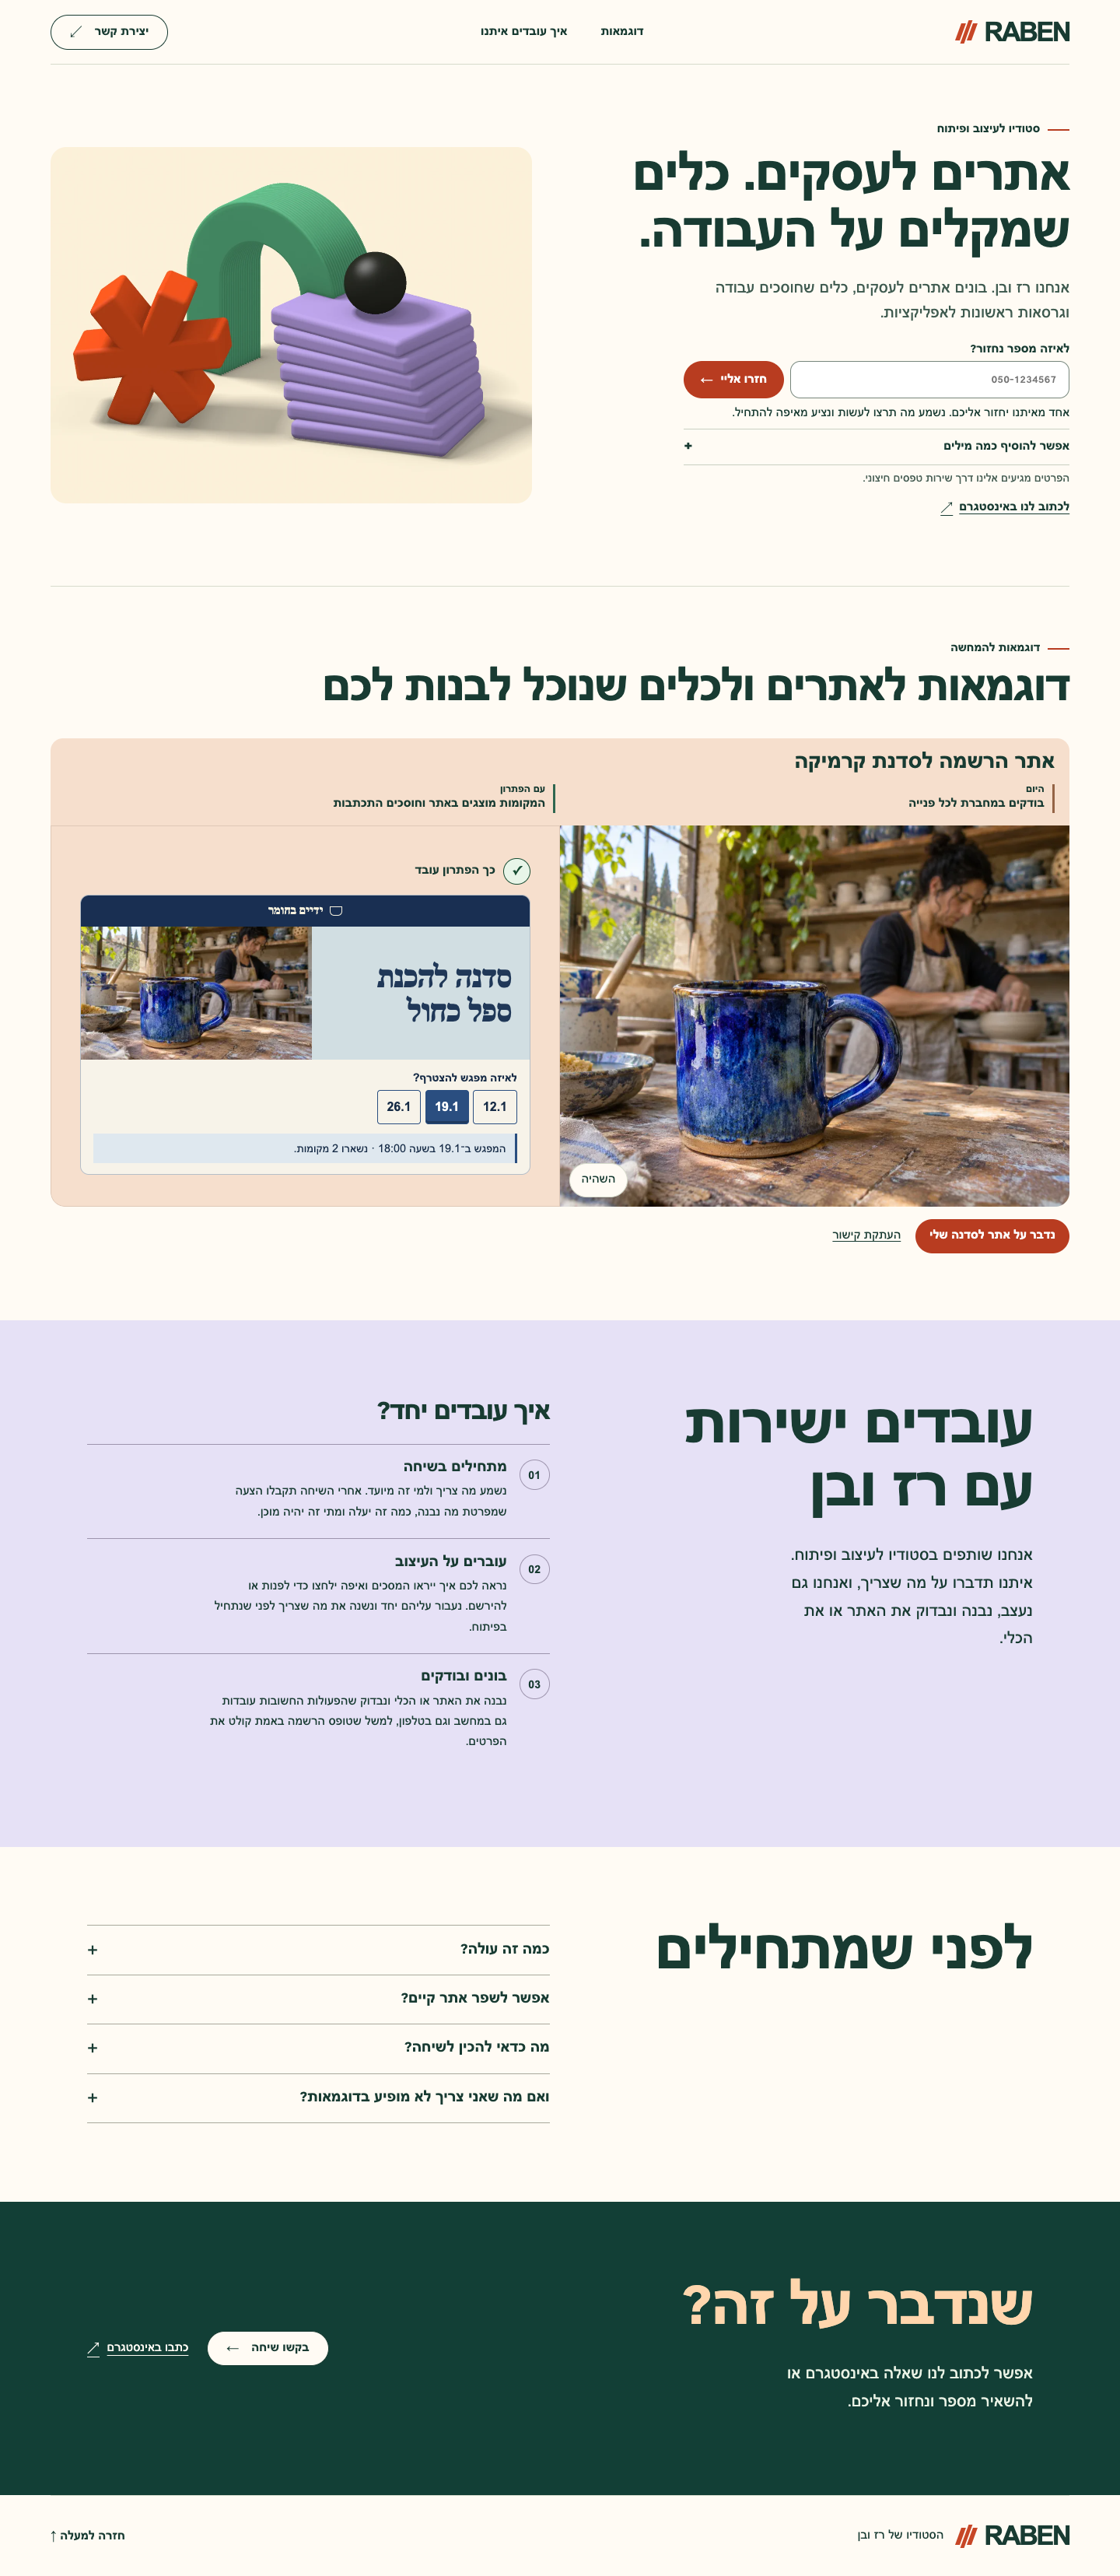 RABEN
דוגמאות
איך עובדים איתנו
יצירת קשר ↙
סטודיו לעיצוב ופיתוח
אתרים לעסקים. כלים
שמקלים על העבודה.
אנחנו רז ובן. בונים אתרים לעסקים, כלים שחוסכים עבודה
וגרסאות ראשונות לאפליקציות.
לאיזה מספר נחזור?
050-1234567
חזרו אליי ←
אחד מאיתנו יחזור אליכם. נשמע מה תרצו לעשות ונציע מאיפה להתחיל.
אפשר להוסיף כמה מילים +
הפרטים מגיעים אלינו דרך שירות טפסים חיצוני.
לכתוב לנו באינסטגרם ↗
דוגמאות להמחשה
דוגמאות לאתרים ולכלים שנוכל לבנות לכם
אתר הרשמה לסדנת קרמיקה
היום
בודקים במחברת לכל פנייה
עם הפתרון
המקומות מוצגים באתר וחוסכים התכתבות
השהיה
✓ כך הפתרון עובד
ידיים בחומר
סדנה להכנת
ספל כחול
לאיזה מפגש להצטרף?
12.1
19.1
26.1
המפגש ב־19.1 בשעה 18:00 · נשארו 2 מקומות.
נדבר על אתר לסדנה שלי
העתקת קישור
עובדים ישירות
עם רז ובן
אנחנו שותפים בסטודיו לעיצוב ופיתוח.
איתנו תדברו על מה שצריך, ואנחנו גם
נעצב, נבנה ונבדוק את האתר או את
הכלי.
איך עובדים יחד?
01
מתחילים בשיחה
נשמע מה צריך ולמי זה מיועד. אחרי השיחה תקבלו הצעה
שמפרטת מה נבנה, כמה זה יעלה ומתי זה יהיה מוכן.
02
עוברים על העיצוב
נראה לכם איך ייראו המסכים ואיפה ילחצו כדי לפנות או
להירשם. נעבור עליהם יחד ונשנה את מה שצריך לפני שנתחיל
בפיתוח.
03
בונים ובודקים
נבנה את האתר או הכלי ונבדוק שהפעולות החשובות עובדות
גם במחשב וגם בטלפון, למשל שטופס הרשמה באמת קולט את
הפרטים.
לפני שמתחילים
כמה זה עולה? +
אפשר לשפר אתר קיים? +
מה כדאי להכין לשיחה? +
ואם מה שאני צריך לא מופיע בדוגמאות? +
שנדבר על זה?
אפשר לכתוב לנו שאלה באינסטגרם או
להשאיר מספר ונחזור אליכם.
בקשו שיחה ←
כתבו באינסטגרם ↗
RABEN
הסטודיו של רז ובן
חזרה למעלה ↑